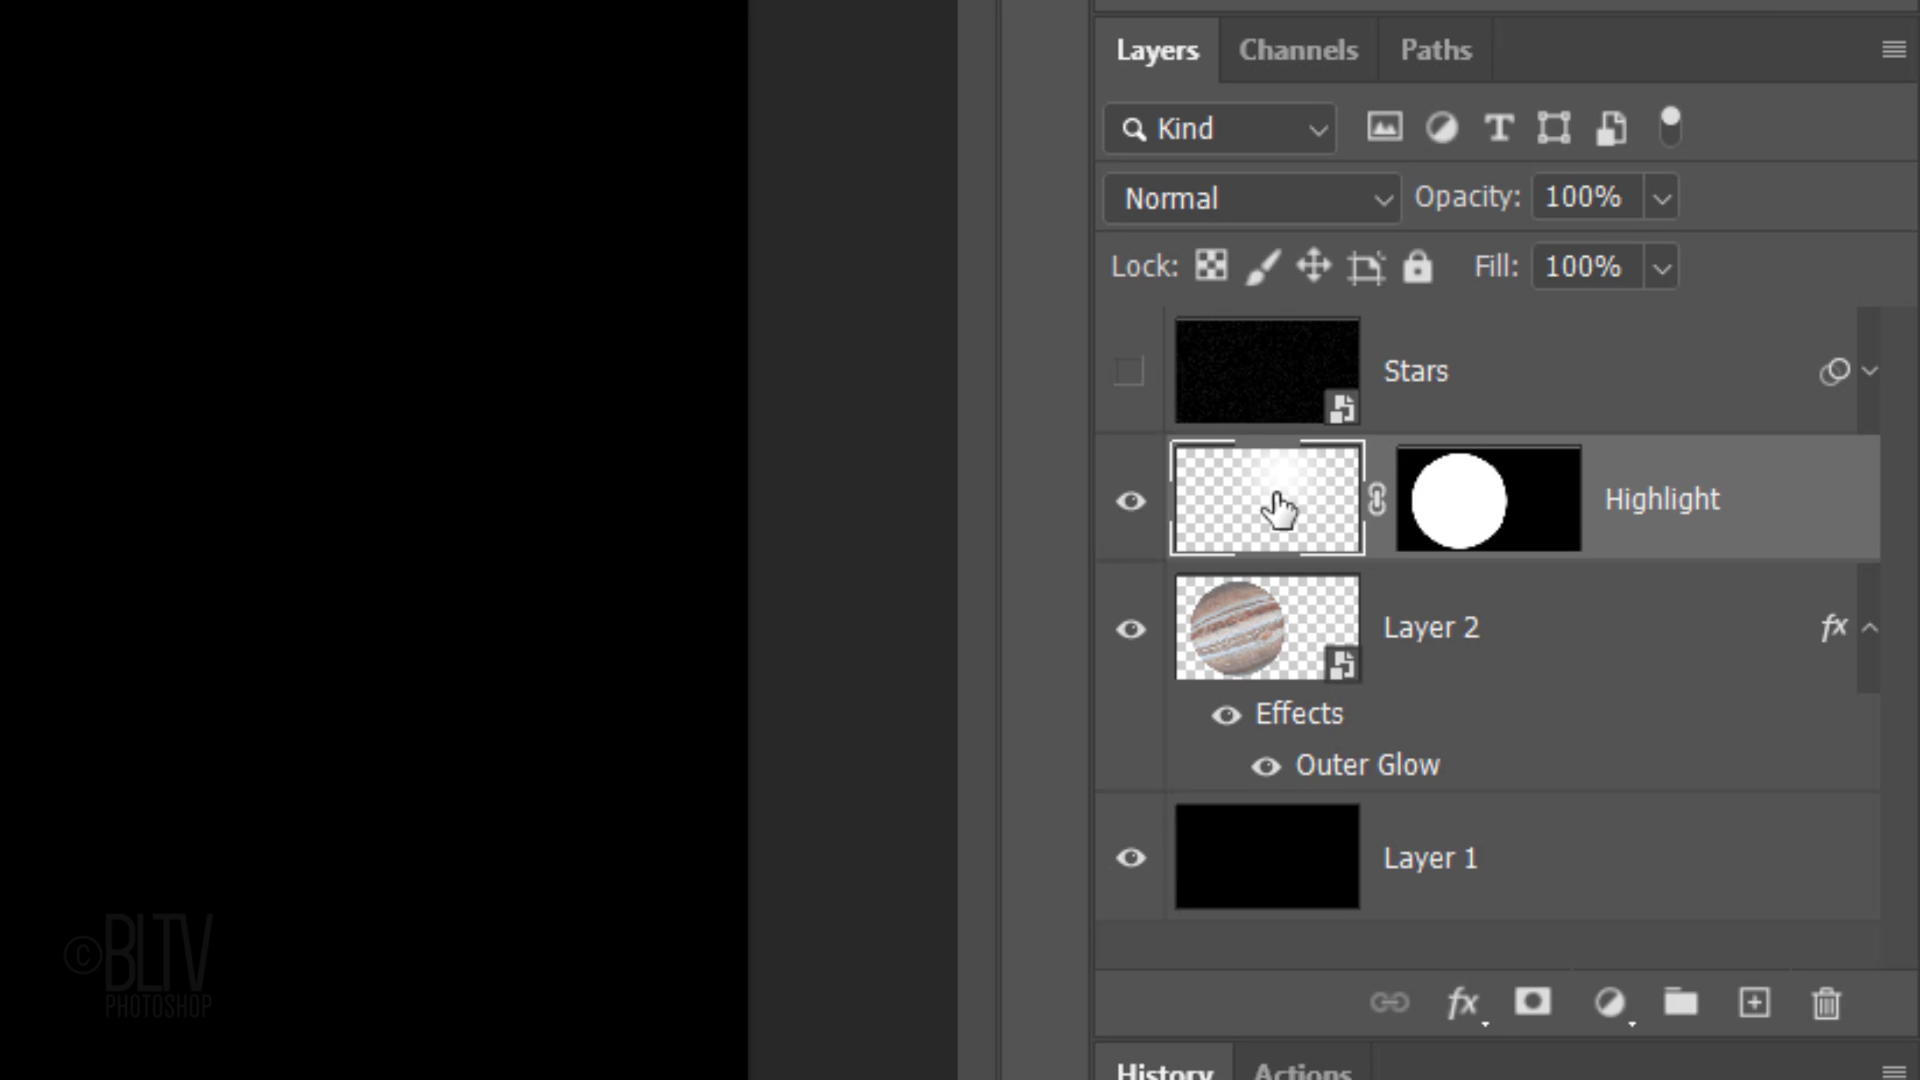 Layers Channels Paths
Kind
Normal Opacity: 100%
Lock: Fill: 100%
Stars
Highlight
Layer 2 fx
Effects
Outer Glow
Layer 1
fx
History Actions
©BLTV
PHOTOSHOP